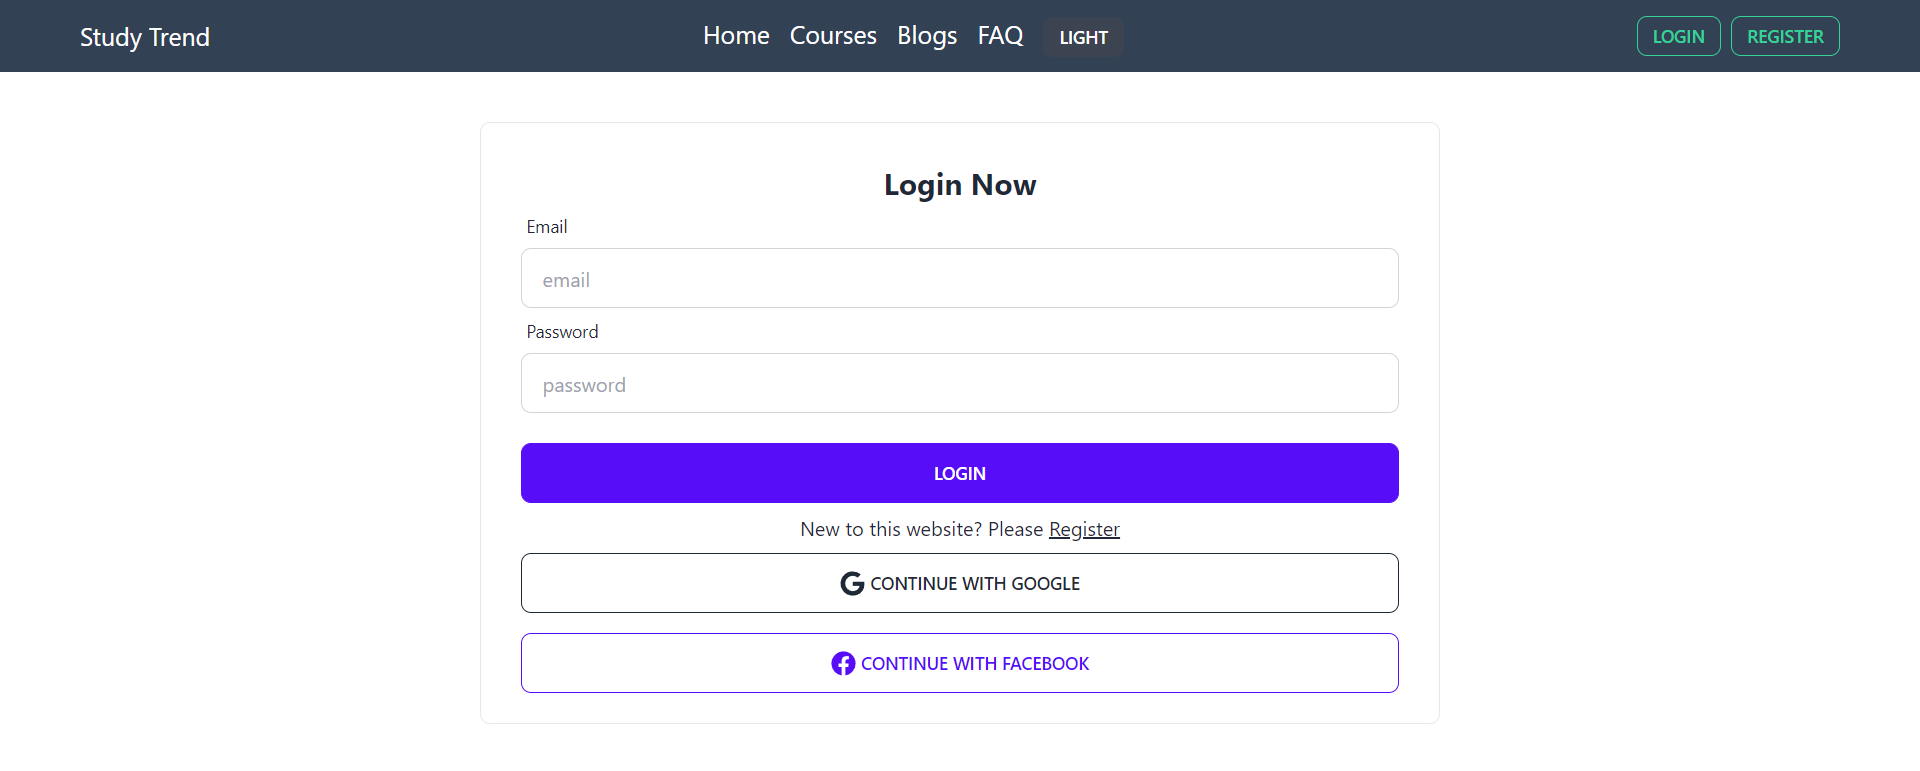 Study Trend Home Courses Blogs FAQ LIGHT LOGIN REGISTER
Login Now
Email
email
Password
password
LOGIN
New to this website? Please Register
CONTINUE WITH GOOGLE
CONTINUE WITH FACEBOOK